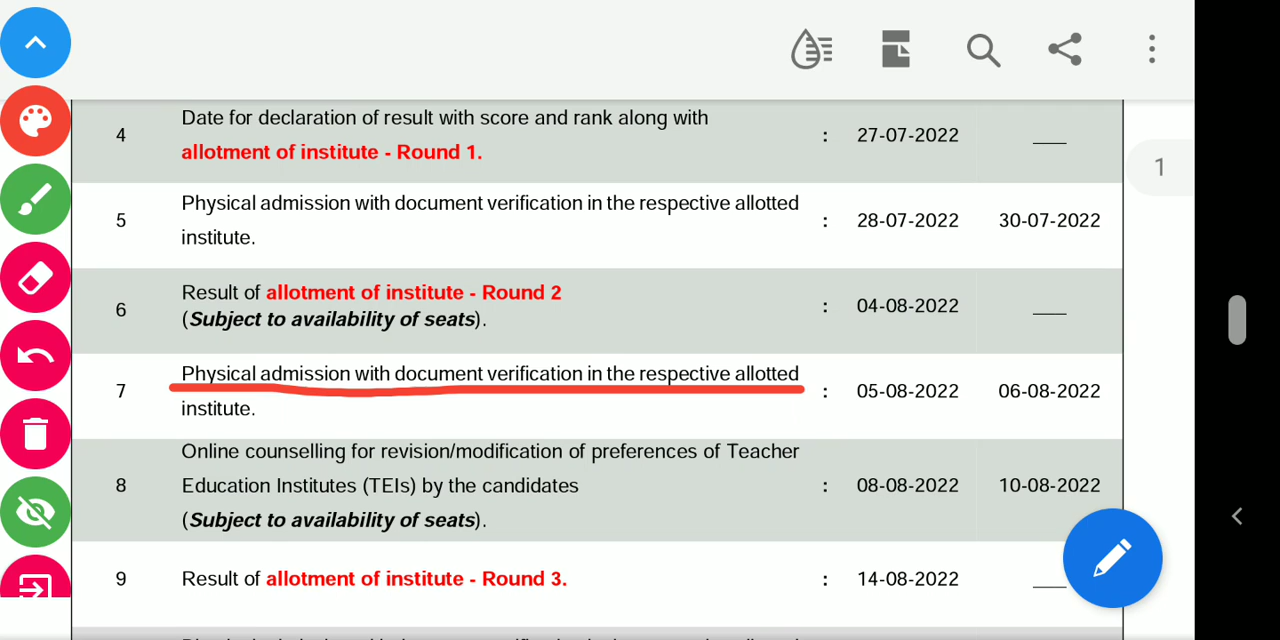 1
4 Date for declaration of result with score and rank along with
allotment of institute - Round 1. : 27-07-2022 ___
5 Physical admission with document verification in the respective allotted
institute. : 28-07-2022 30-07-2022
6 Result of allotment of institute - Round 2
(Subject to availability of seats). : 04-08-2022 ___
7 Physical admission with document verification in the respective allotted
institute. : 05-08-2022 06-08-2022
8 Online counselling for revision/modification of preferences of Teacher
Education Institutes (TEIs) by the candidates
(Subject to availability of seats). : 08-08-2022 10-08-2022
9 Result of allotment of institute - Round 3. : 14-08-2022 ___